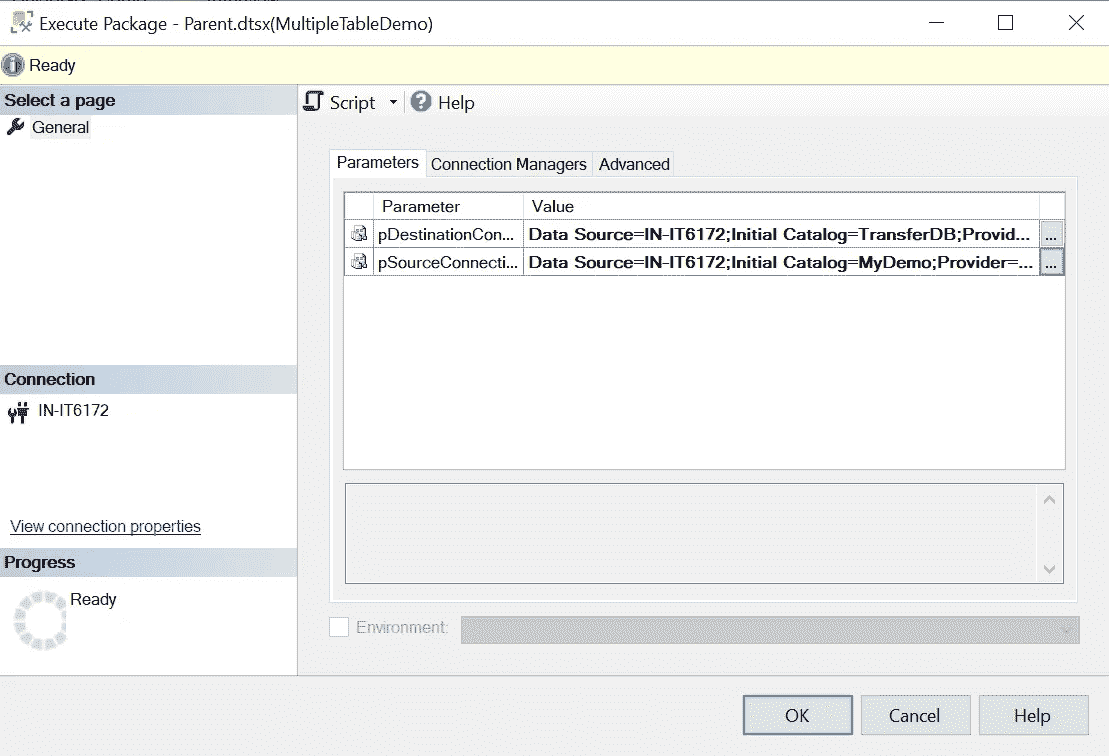 Execute Package - Parent.dtsx(MultipleTableDemo)
Ready
Select a page
General
Script Help
Parameters Connection Managers Advanced
Parameter Value
pDestinationCon... Data Source=IN-IT6172;Initial Catalog=TransferDB;Provid... ...
pSourceConnecti... Data Source=IN-IT6172;Initial Catalog=MyDemo;Provider=... ...
Connection
IN-IT6172
View connection properties
Progress
Ready
Environment:
OK Cancel Help